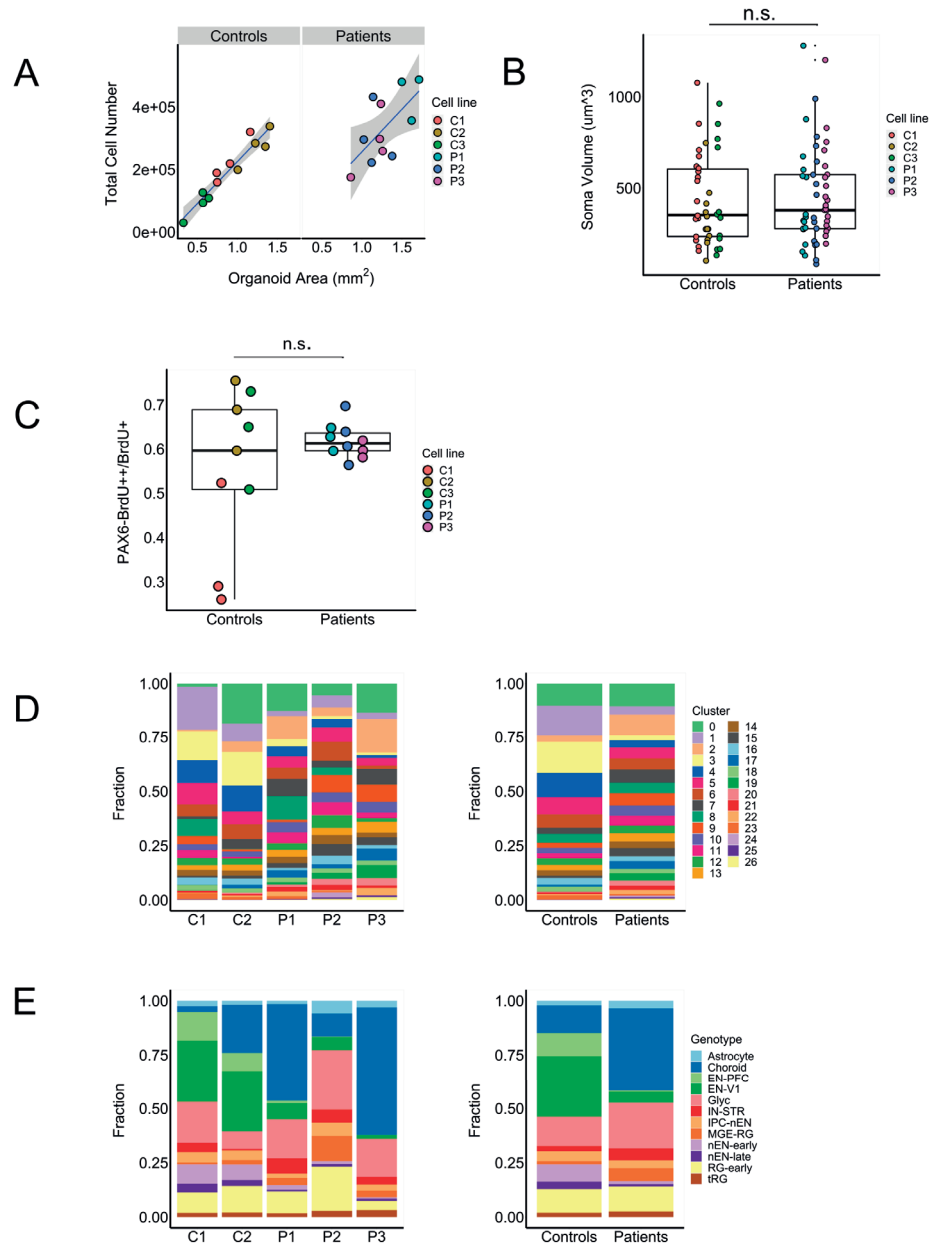 A
Controls
Patients
Total Cell Number
4e+05
2e+05
0e+00
0.5
1.0
1.5
0.5
1.0
1.5
Organoid Area (mm2)
Cell line
C1
C2
C3
P1
P2
P3
B
n.s.
Soma Volume (um^3)
1000
500
Controls
Patients
Cell line
C1
C2
C3
P1
P2
P3
C
n.s.
PAX6-BrdU++/BrdU+
0.7
0.6
0.5
0.4
0.3
Controls
Patients
Cell line
C1
C2
C3
P1
P2
P3
D
Fraction
1.00
0.75
0.50
0.25
0.00
C1
C2
P1
P2
P3
Fraction
1.00
0.75
0.50
0.25
0.00
Controls
Patients
Cluster
0
1
2
3
4
5
6
7
8
9
10
11
12
13
14
15
16
17
18
19
20
21
22
23
24
25
26
E
Fraction
1.00
0.75
0.50
0.25
0.00
C1
C2
P1
P2
P3
Fraction
1.00
0.75
0.50
0.25
0.00
Controls
Patients
Genotype
Astrocyte
Choroid
EN-PFC
EN-V1
Glyc
IN-STR
IPC-nEN
MGE-RG
nEN-early
nEN-late
RG-early
tRG